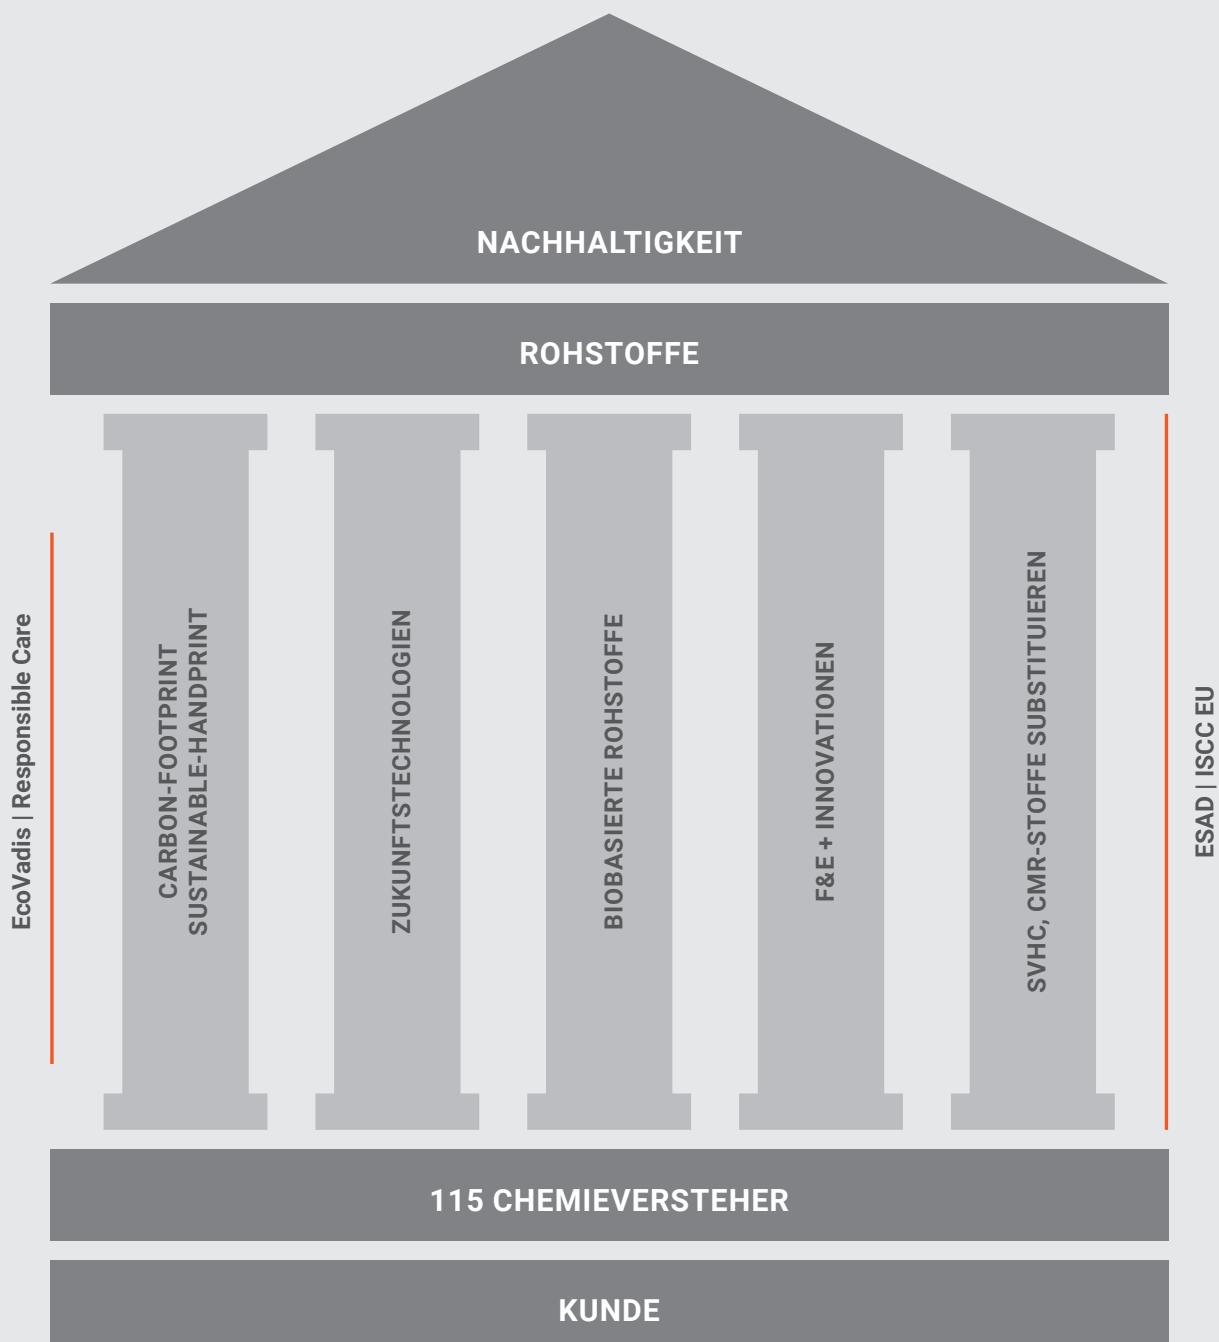 NACHHALTIGKEIT
ROHSTOFFE
EcoVadis | Responsible Care
CARBON-FOOTPRINT
SUSTAINABLE-HANDPRINT
ZUKUNFTSTECHNOLOGIEN
BIOBASIERTE ROHSTOFFE
F&E + INNOVATIONEN
SVHC, CMR-STOFFE SUBSTITUIEREN
ESAD | ISCC EU
115 CHEMIEVERSTEHER
KUNDE